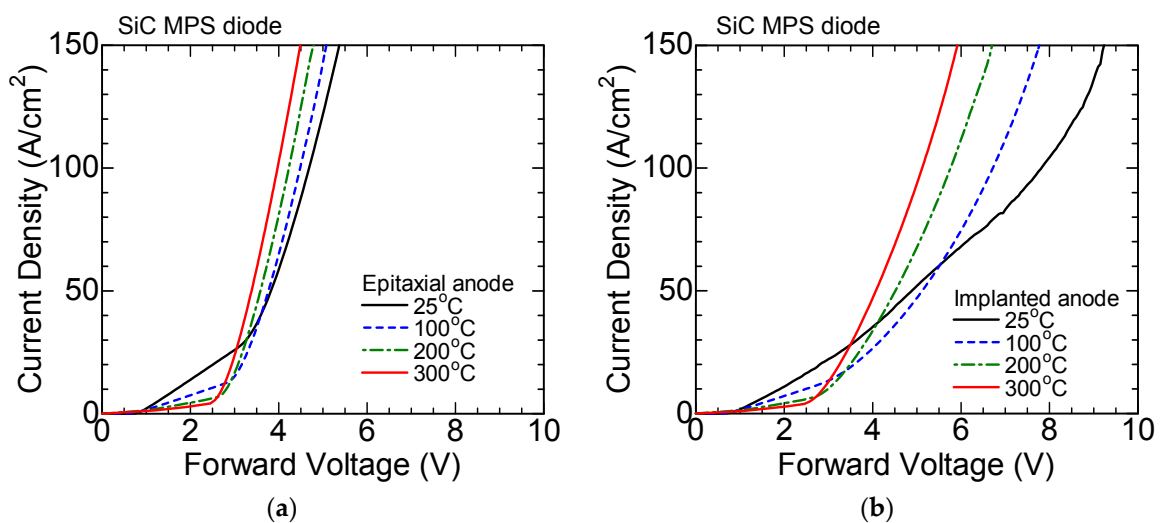 SiC MPS diode
150
100
50
0
Current Density (A/cm²)
Epitaxial anode
25°C
100°C
200°C
300°C
0 2 4 6 8 10
Forward Voltage (V)
(a)
SiC MPS diode
150
100
50
0
Current Density (A/cm²)
Implanted anode
25°C
100°C
200°C
300°C
0 2 4 6 8 10
Forward Voltage (V)
(b)